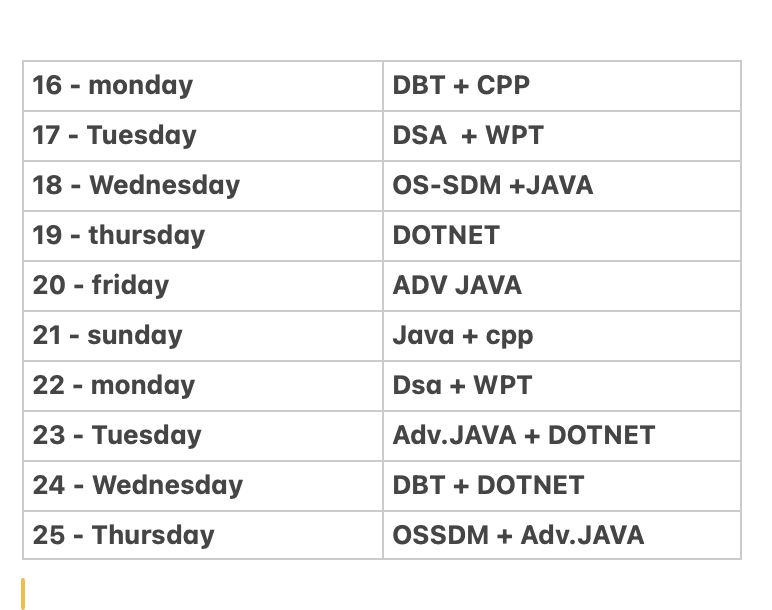 16 - monday DBT + CPP
17 - Tuesday DSA  + WPT
18 - Wednesday OS-SDM +JAVA
19 - thursday DOTNET
20 - friday ADV JAVA
21 - sunday Java + cpp
22 - monday Dsa + WPT
23 - Tuesday Adv.JAVA + DOTNET
24 - Wednesday DBT + DOTNET
25 - Thursday OSSDM + Adv.JAVA